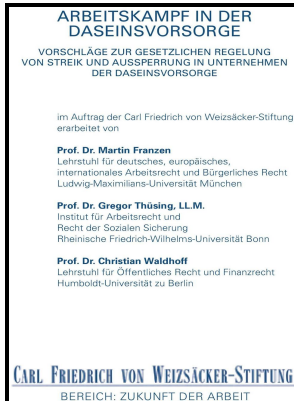 ARBEITSKAMPF IN DER
DASEINSVORSORGE
VORSCHLÄGE ZUR GESETZLICHEN REGELUNG
VON STREIK UND AUSSPERRUNG IN UNTERNEHMEN
DER DASEINSVORSORGE
im Auftrag der Carl Friedrich von Weizsäcker-Stiftung
erarbeitet von
Prof. Dr. Martin Franzen
Lehrstuhl für deutsches, europäisches,
internationales Arbeitsrecht und Bürgerliches Recht
Ludwig-Maximilians-Universität München
Prof. Dr. Gregor Thüsing, LL.M.
Institut für Arbeitsrecht und
Recht der Sozialen Sicherung
Rheinische Friedrich-Wilhelms-Universität Bonn
Prof. Dr. Christian Waldhoff
Lehrstuhl für Öffentliches Recht und Finanzrecht
Humboldt-Universität zu Berlin
CARL FRIEDRICH VON WEIZSÄCKER-STIFTUNG
BEREICH: ZUKUNFT DER ARBEIT